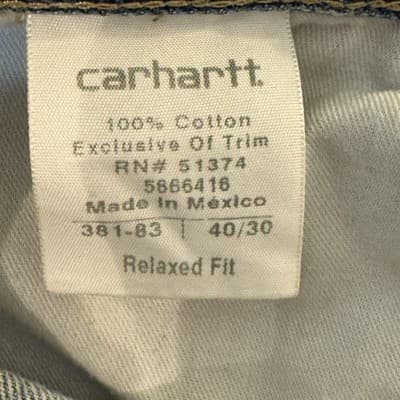 carhartt
100% Cotton
Exclusive Of Trim
RN# 51374
5866416
Made In México
381-83 | 40/30
Relaxed Fit